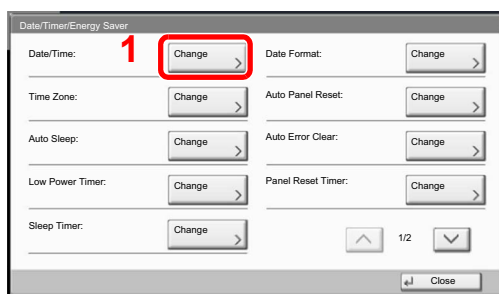 Date/Timer/Energy Saver
Date/Time: 1 Change Date Format: Change
Time Zone: Change Auto Panel Reset: Change
Auto Sleep: Change Auto Error Clear: Change
Low Power Timer: Change Panel Reset Timer: Change
Sleep Timer: Change 1/2
Close